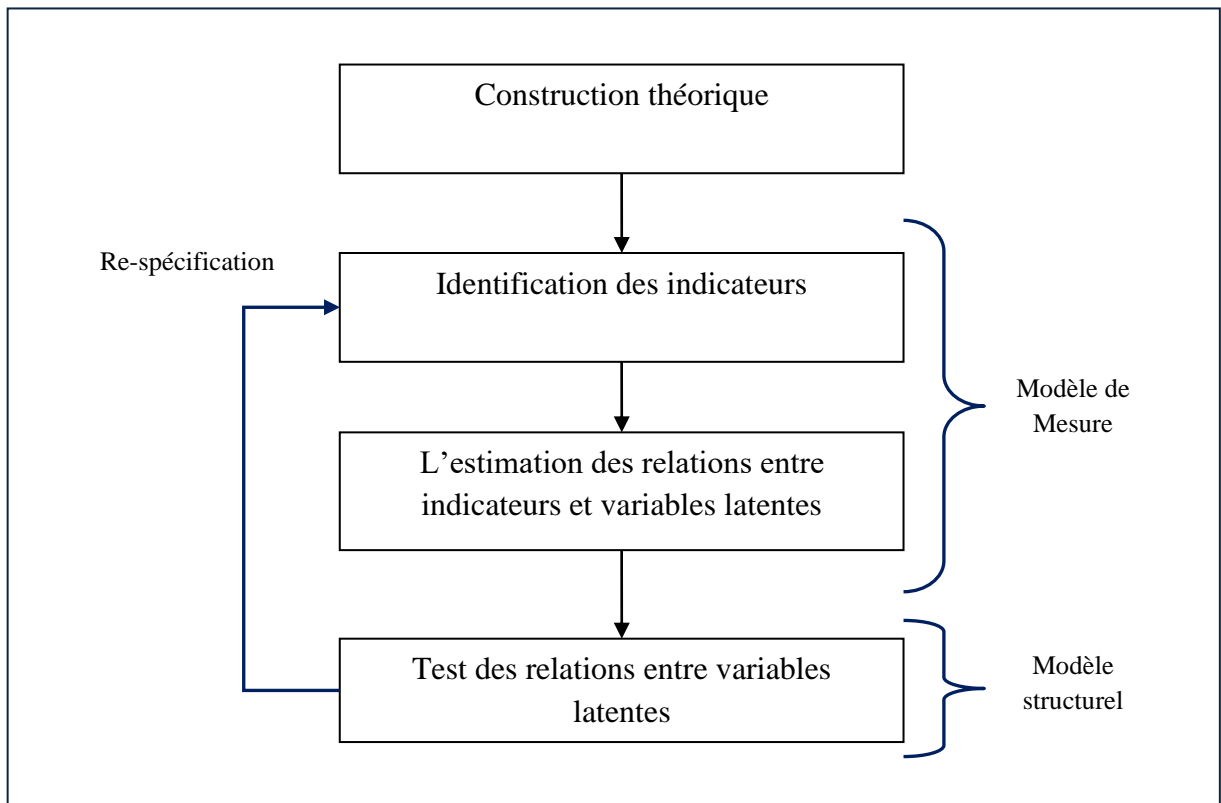 Construction théorique
Re-spécification
Identification des indicateurs
Modèle de
Mesure
L’estimation des relations entre
indicateurs et variables latentes
Test des relations entre variables
latentes
Modèle
structurel